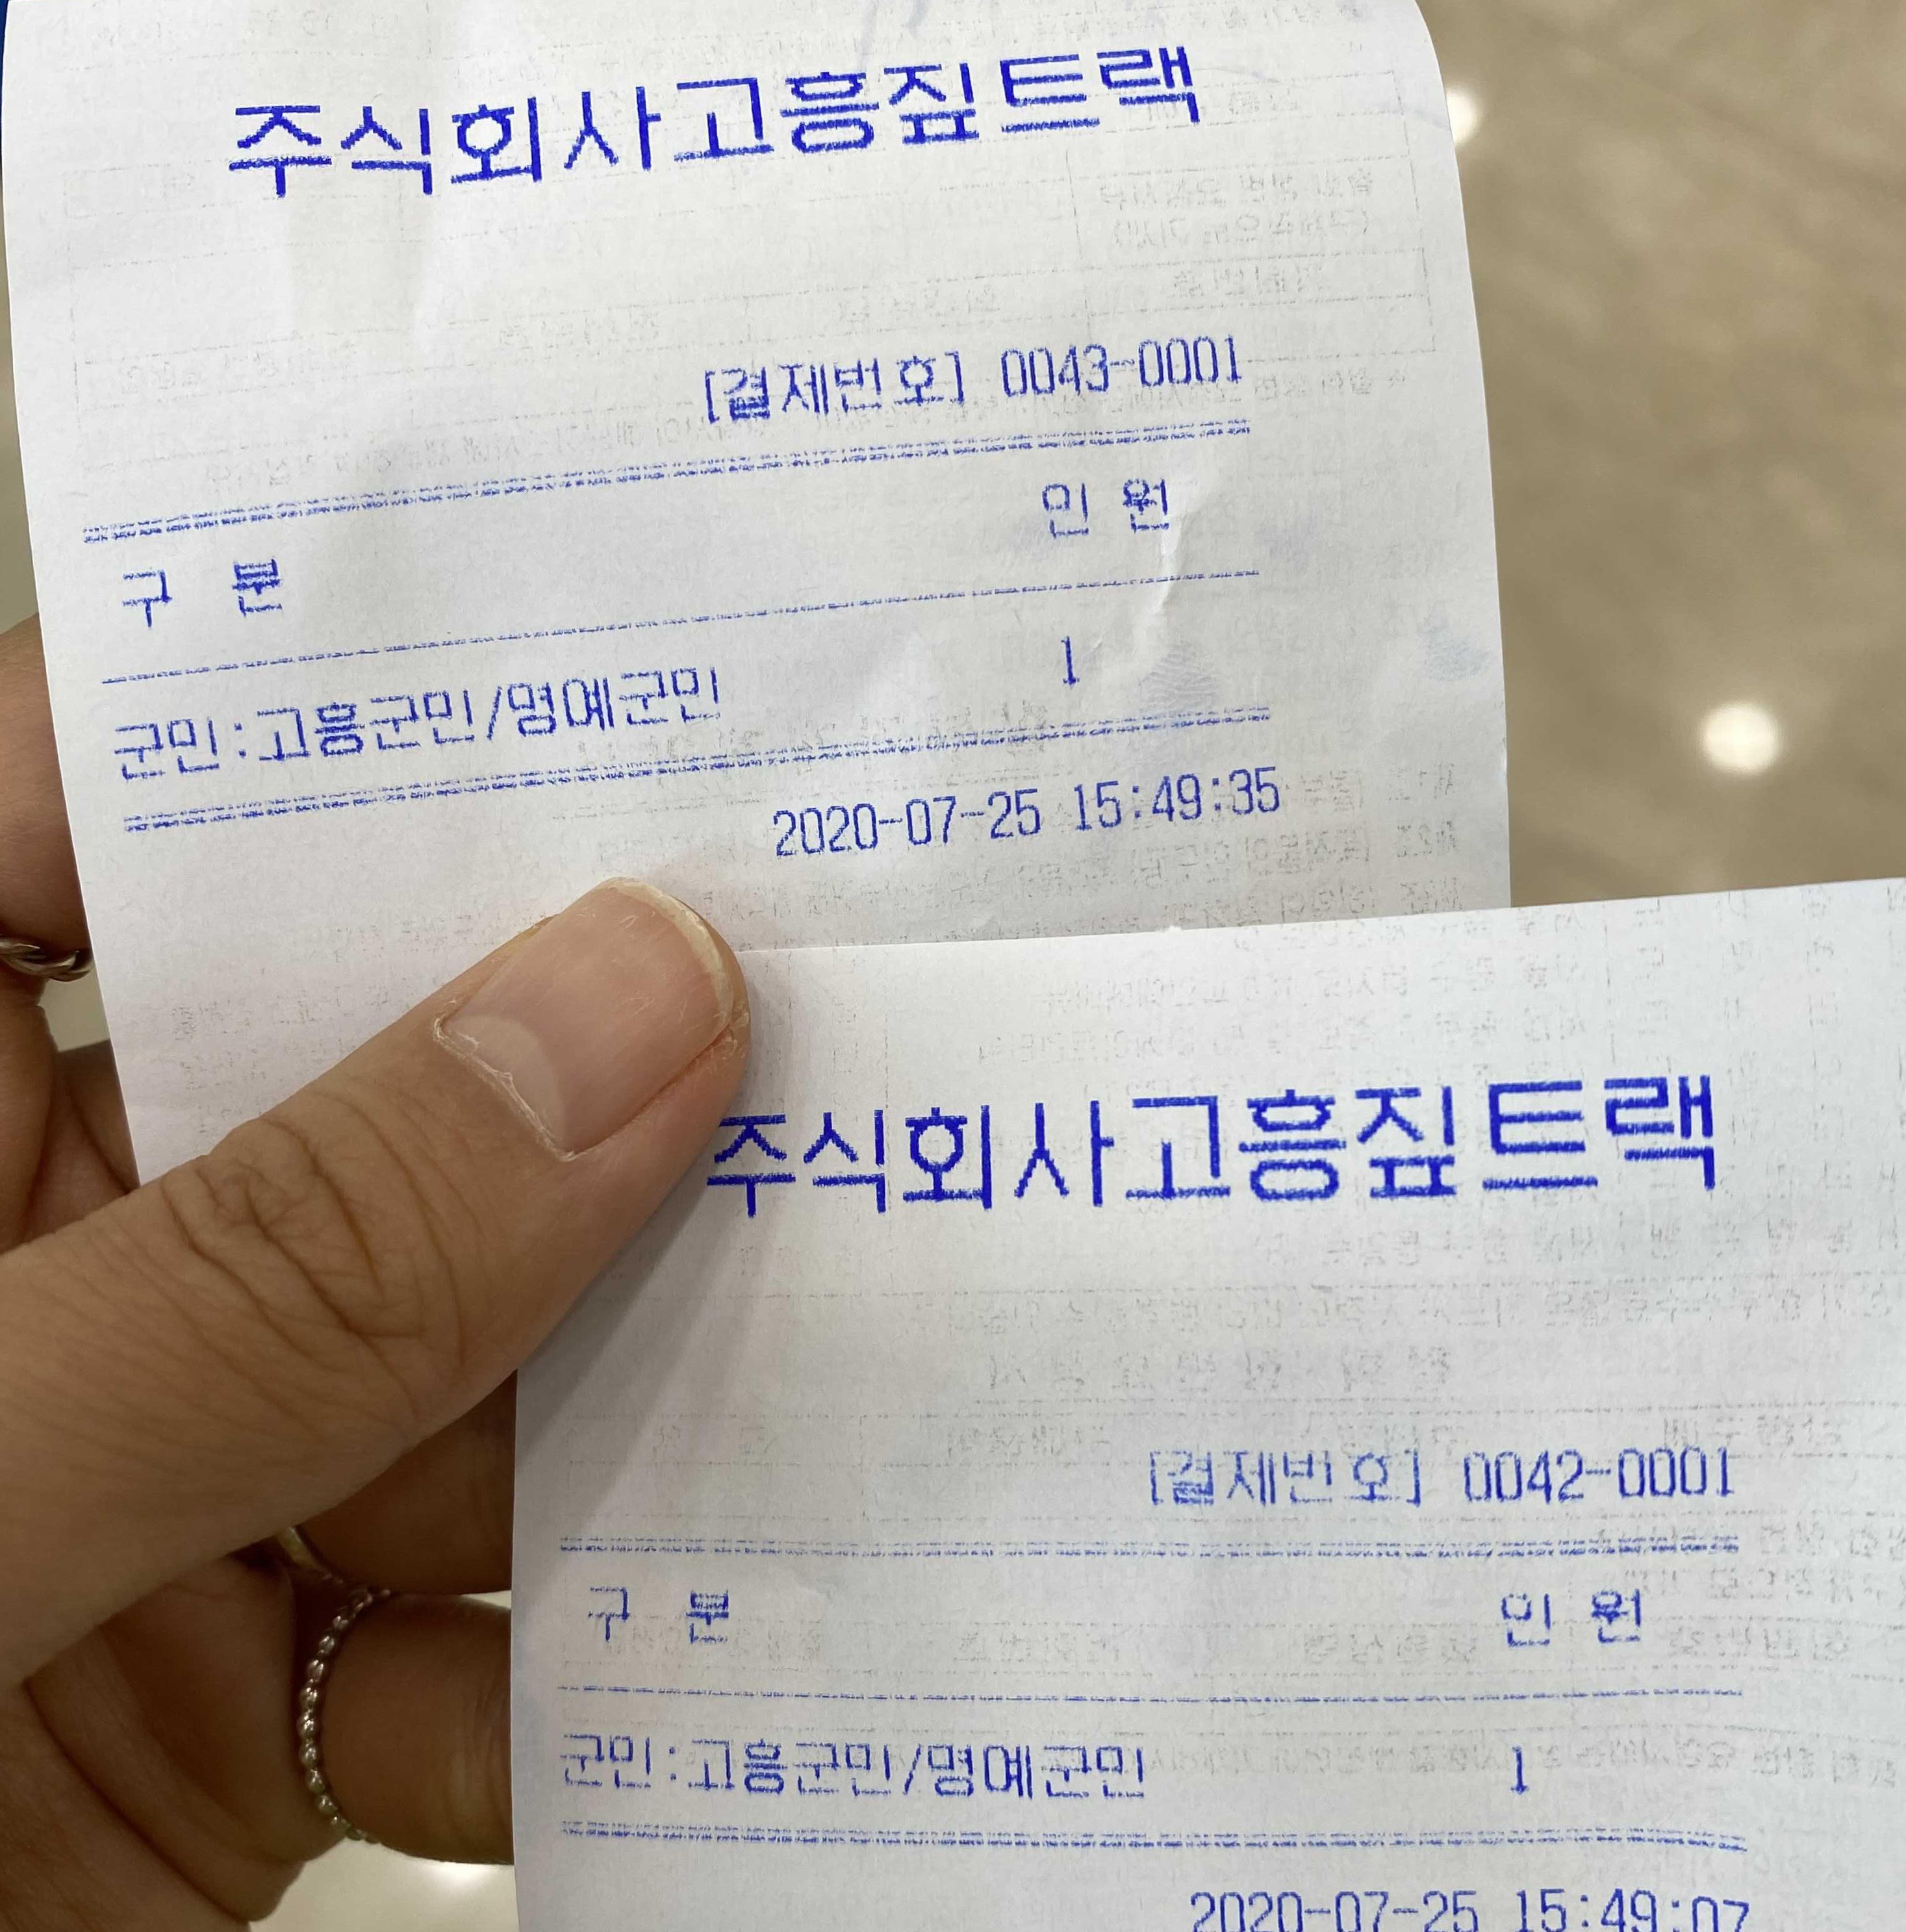 주식회사고흥짚트랙
[결제번호] 0043-0001
구 분 인 원
군민:고흥군민/명예군민 1
2020-07-25 15:49:35
주식회사고흥짚트랙
[결제번호] 0042-0001
구 분 인 원
군민:고흥군민/명예군민 1
2020-07-25 15:49:07